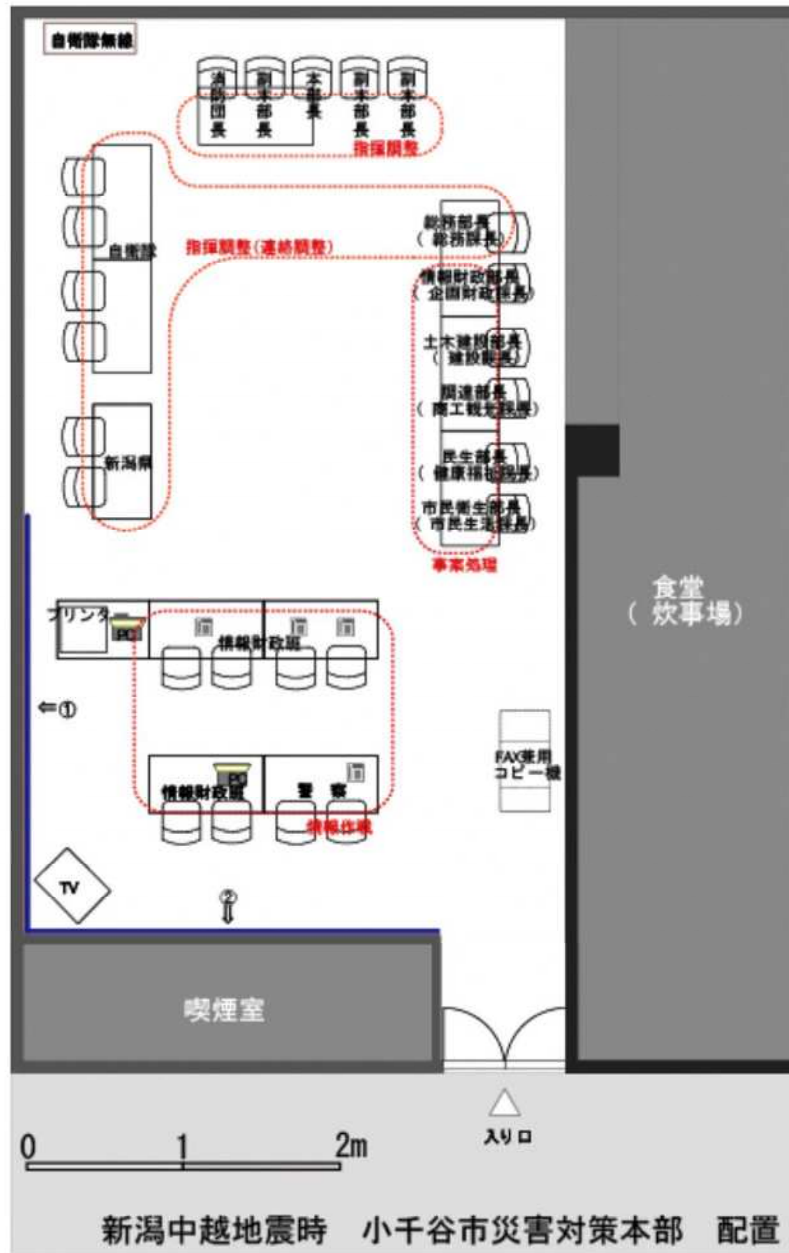 自衛隊無線
消防団長
副本部長
本部長
副本部長
副本部長
指揮調整
総務部長
( 総務課長)
自衛隊
指揮調整(連絡調整)
情報財政部長
( 企画財政課長)
土木建設部長
( 建設課長)
調達部長
( 商工観光課長)
新潟県
民生部長
( 健康福祉課長)
市民衛生部長
( 市民生活課長)
事案処理
食堂
( 炊事場)
プリンタ
PC
情報財政班
⇐①
FAX兼用
コピー機
PC
情報財政班
警 察
情報作戦
TV
②
⇓
喫煙室
入り口
0 1 2m
新潟中越地震時 小千谷市災害対策本部 配置